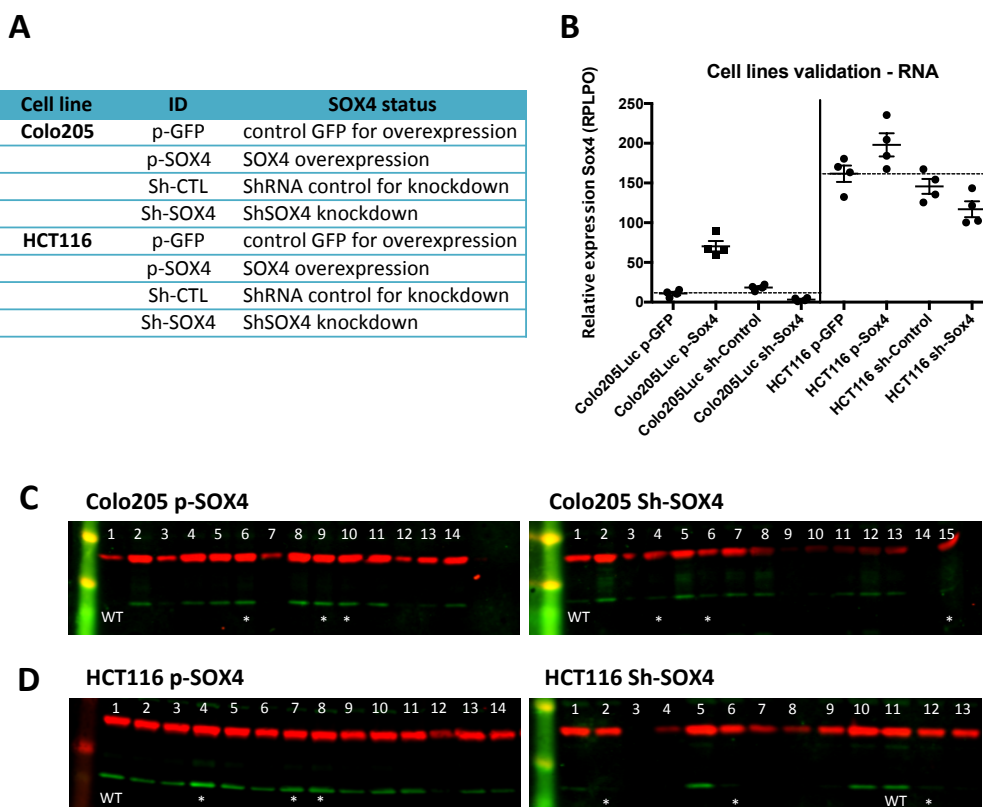 A
Cell line ID SOX4 status
Colo205 p-GFP control GFP for overexpression
p-SOX4 SOX4 overexpression
Sh-CTL ShRNA control for knockdown
Sh-SOX4 ShSOX4 knockdown
HCT116 p-GFP control GFP for overexpression
p-SOX4 SOX4 overexpression
Sh-CTL ShRNA control for knockdown
Sh-SOX4 ShSOX4 knockdown
B
Cell lines validation - RNA
Relative expression Sox4 (RPLPO)
250
200
150
100
50
0
Colo205Luc p-GFP
Colo205Luc p-Sox4
Colo205Luc sh-Control
Colo205Luc sh-Sox4
HCT116 p-GFP
HCT116 p-Sox4
HCT116 sh-Control
HCT116 sh-Sox4
C
Colo205 p-SOX4
1 2 3 4 5 6 7 8 9 10 11 12 13 14
WT * * *
Colo205 Sh-SOX4
1 2 3 4 5 6 7 8 9 10 11 12 13 14 15
WT * * *
D
HCT116 p-SOX4
1 2 3 4 5 6 7 8 9 10 11 12 13 14
WT * * *
HCT116 Sh-SOX4
1 2 3 4 5 6 7 8 9 10 11 12 13
* * WT *